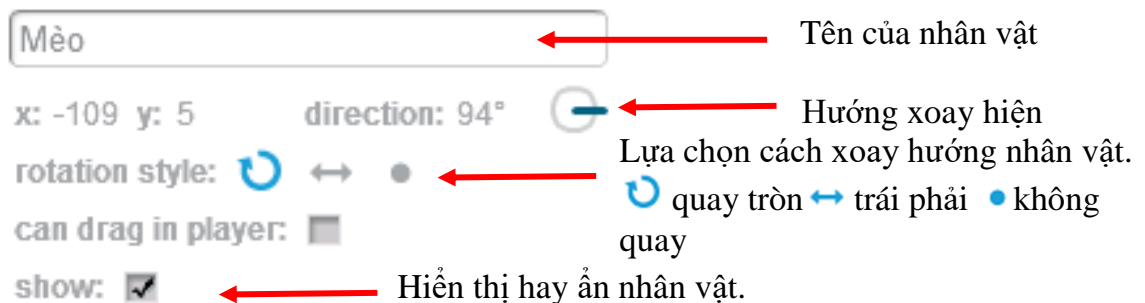 Mèo
Tên của nhân vật
x: -109 y: 5 direction: 94°
Hướng xoay hiện
rotation style:
Lựa chọn cách xoay hướng nhân vật.
quay tròn trái phải không
quay
can drag in player:
show:
Hiển thị hay ẩn nhân vật.